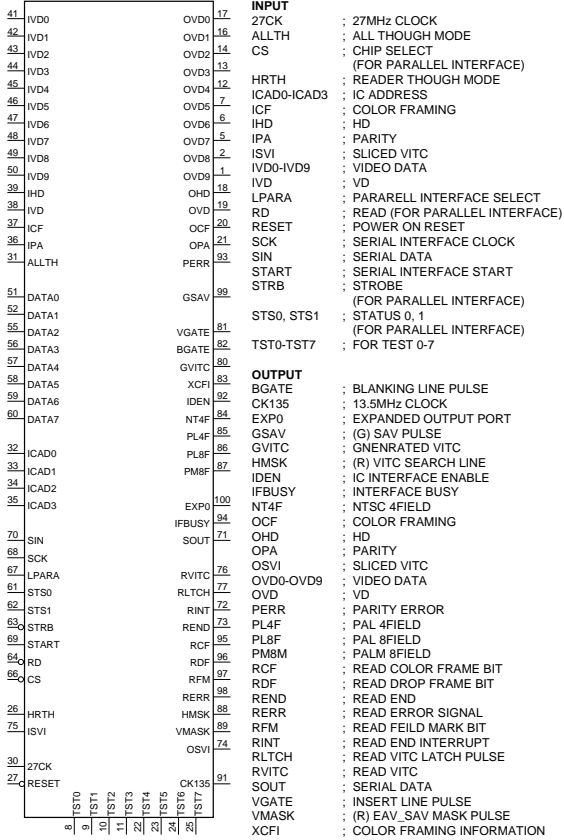 41 IVD0
42 IVD1
43 IVD2
44 IVD3
45 IVD4
46 IVD5
47 IVD6
48 IVD7
49 IVD8
50 IVD9
39 IHD
38 IVD
37 ICF
36 IPA
31 ALLTH
51 DATA0
52 DATA1
55 DATA2
56 DATA3
57 DATA4
58 DATA5
59 DATA6
60 DATA7
32 ICAD0
33 ICAD1
34 ICAD2
35 ICAD3
70 SIN
68 SCK
67 LPARA
61 STS0
62 STS1
63 STRB
69 START
64 RD
66 CS
26 HRTH
75 ISVI
30 27CK
27 RESET
OVD0 17
OVD1 16
OVD2 14
OVD3 13
OVD4 12
OVD5 7
OVD6 6
OVD7 5
OVD8 2
OVD9 1
OHD 18
OVD 19
OCF 20
OPA 21
PERR 93
GSAV 99
VGATE 81
BGATE 82
GVITC 80
XCFI 83
IDEN 92
NT4F 84
PL4F 85
PL8F 86
PM8F 87
EXP0 100
IFBUSY 94
SOUT 71
RVITC 76
RLTCH 77
RINT 72
REND 73
RCF 95
RDF 96
RFM 97
RERR 98
HMSK 88
VMASK 89
OSVI 74
CK135 91
TST0 8
TST1 9
TST2 10
TST3 11
TST4 22
TST5 23
TST6 24
TST7 25
INPUT
27CK ; 27MHz CLOCK
ALLTH ; ALL THOUGH MODE
CS ; CHIP SELECT
(FOR PARALLEL INTERFACE)
HRTH ; READER THOUGH MODE
ICAD0-ICAD3 ; IC ADDRESS
ICF ; COLOR FRAMING
IHD ; HD
IPA ; PARITY
ISVI ; SLICED VITC
IVD0-IVD9 ; VIDEO DATA
IVD ; VD
LPARA ; PARARELL INTERFACE SELECT
RD ; READ (FOR PARALLEL INTERFACE)
RESET ; POWER ON RESET
SCK ; SERIAL INTERFACE CLOCK
SIN ; SERIAL DATA
START ; SERIAL INTERFACE START
STRB ; STROBE
(FOR PARALLEL INTERFACE)
STS0, STS1 ; STATUS 0, 1
(FOR PARALLEL INTERFACE)
TST0-TST7 ; FOR TEST 0-7
OUTPUT
BGATE ; BLANKING LINE PULSE
CK135 ; 13.5MHz CLOCK
EXP0 ; EXPANDED OUTPUT PORT
GSAV ; (G) SAV PULSE
GVITC ; GNENRATED VITC
HMSK ; (R) VITC SEARCH LINE
IDEN ; IC INTERFACE ENABLE
IFBUSY ; INTERFACE BUSY
NT4F ; NTSC 4FIELD
OCF ; COLOR FRAMING
OHD ; HD
OPA ; PARITY
OSVI ; SLICED VITC
OVD0-OVD9 ; VIDEO DATA
OVD ; VD
PERR ; PARITY ERROR
PL4F ; PAL 4FIELD
PL8F ; PAL 8FIELD
PM8M ; PALM 8FIELD
RCF ; READ COLOR FRAME BIT
RDF ; READ DROP FRAME BIT
REND ; READ END
RERR ; READ ERROR SIGNAL
RFM ; READ FEILD MARK BIT
RINT ; READ END INTERRUPT
RLTCH ; READ VITC LATCH PULSE
RVITC ; READ VITC
SOUT ; SERIAL DATA
VGATE ; INSERT LINE PULSE
VMASK ; (R) EAV_SAV MASK PULSE
XCFI ; COLOR FRAMING INFORMATION